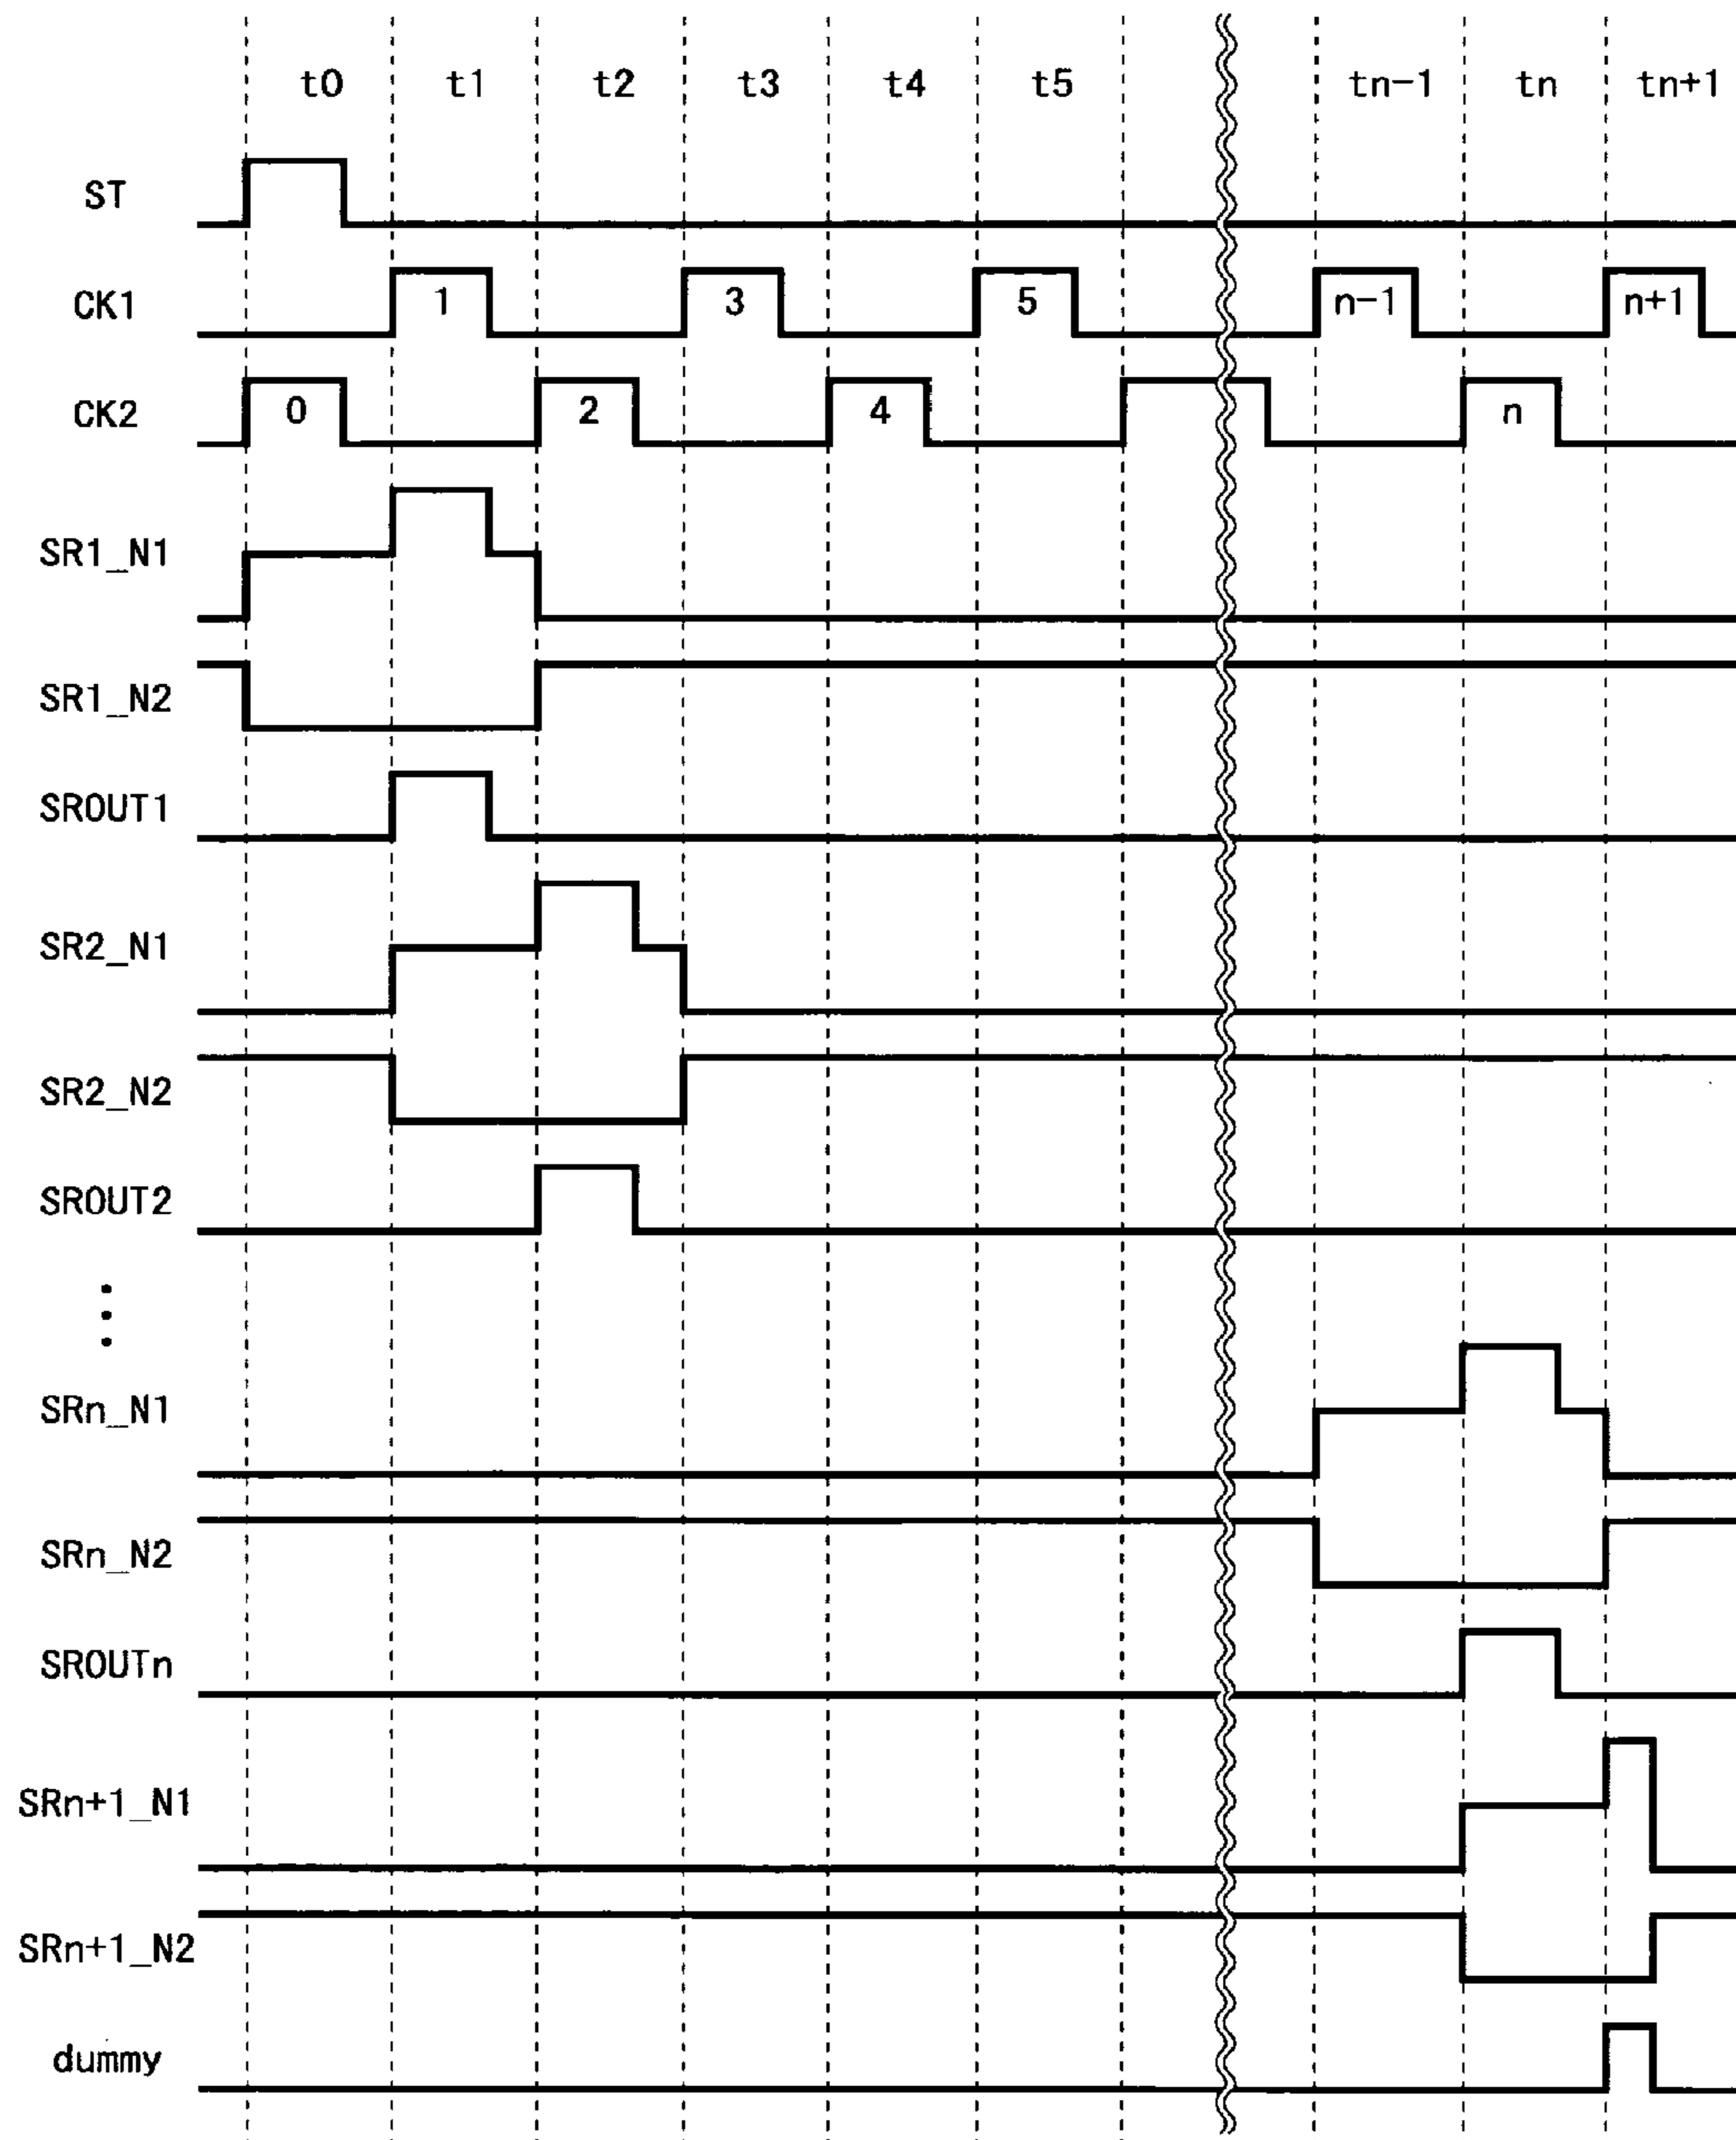 t0 t1 t2 t3 t4 t5 tn-1 tn tn+1
ST
CK1 1 3 5 n-1 n+1
CK2 0 2 4 n
SR1_N1
SR1_N2
SROUT1
SR2_N1
SR2_N2
SROUT2
⋮
SRn_N1
SRn_N2
SROUTn
SRn+1_N1
SRn+1_N2
dummy